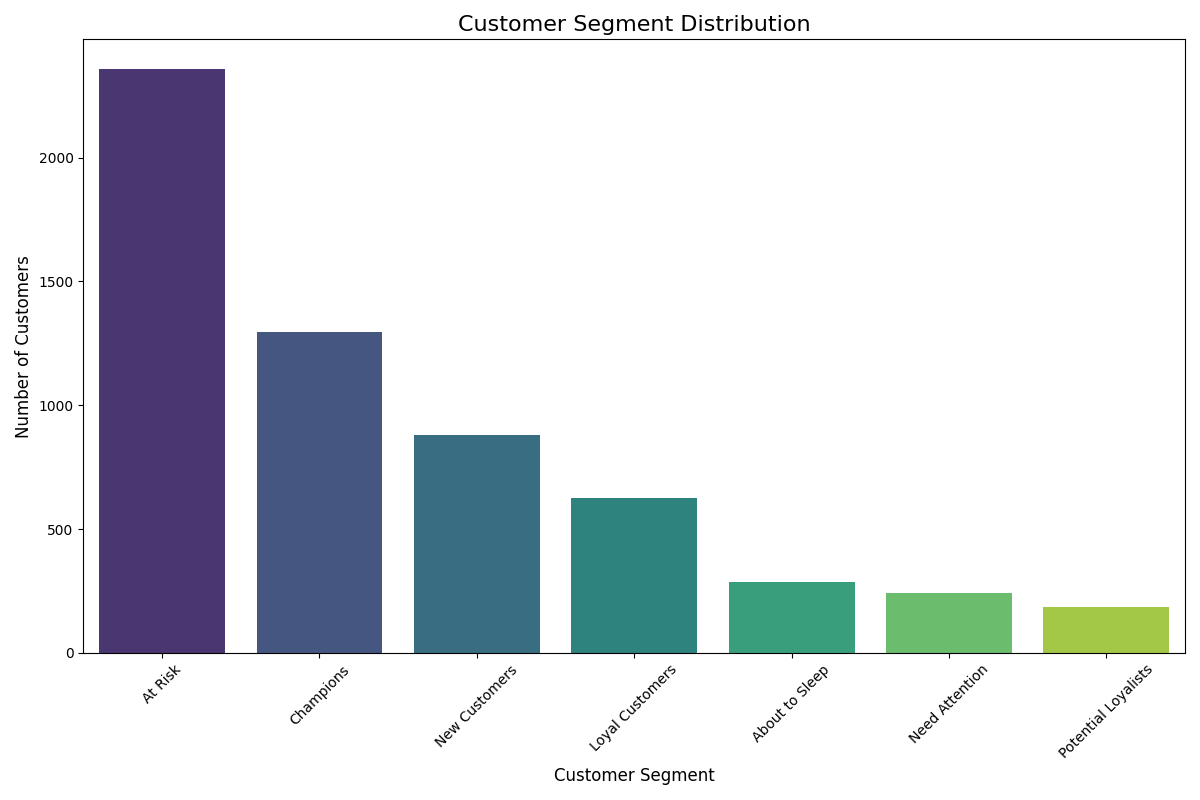 Customer Segment Distribution
Number of Customers
2000
1500
1000
500
0
At Risk
Champions
New Customers
Loyal Customers
About to Sleep
Need Attention
Potential Loyalists
Customer Segment